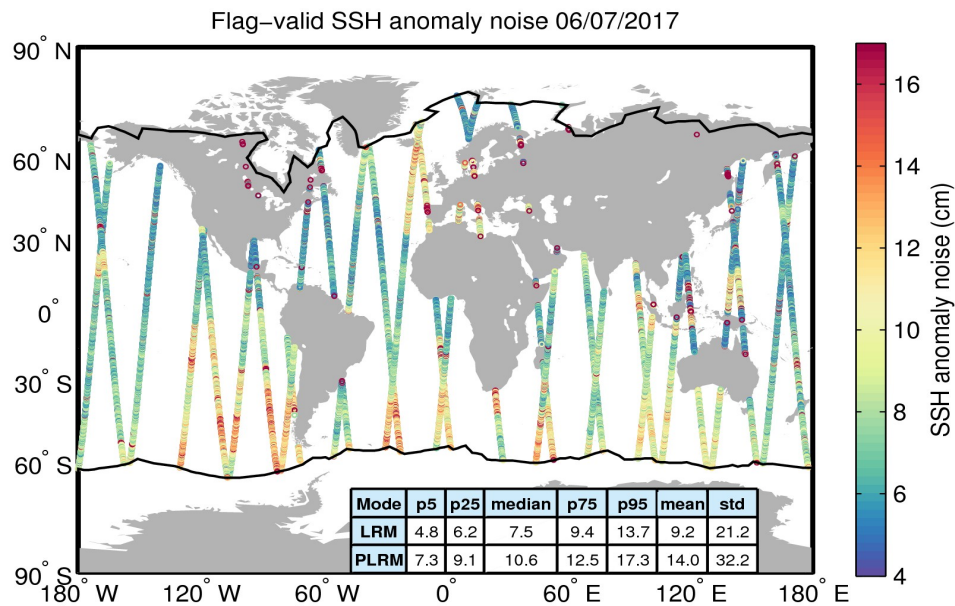 Flag−valid SSH anomaly noise 06/07/2017
90° N
60° N
30° N
0°
30° S
60° S
90° S
180° W
120° W
60° W
0°
60° E
120° E
180° E
Mode p5 p25 median p75 p95 mean std
LRM 4.8 6.2 7.5 9.4 13.7 9.2 21.2
PLRM 7.3 9.1 10.6 12.5 17.3 14.0 32.2
16
14
12
10
8
6
4
SSH anomaly noise (cm)